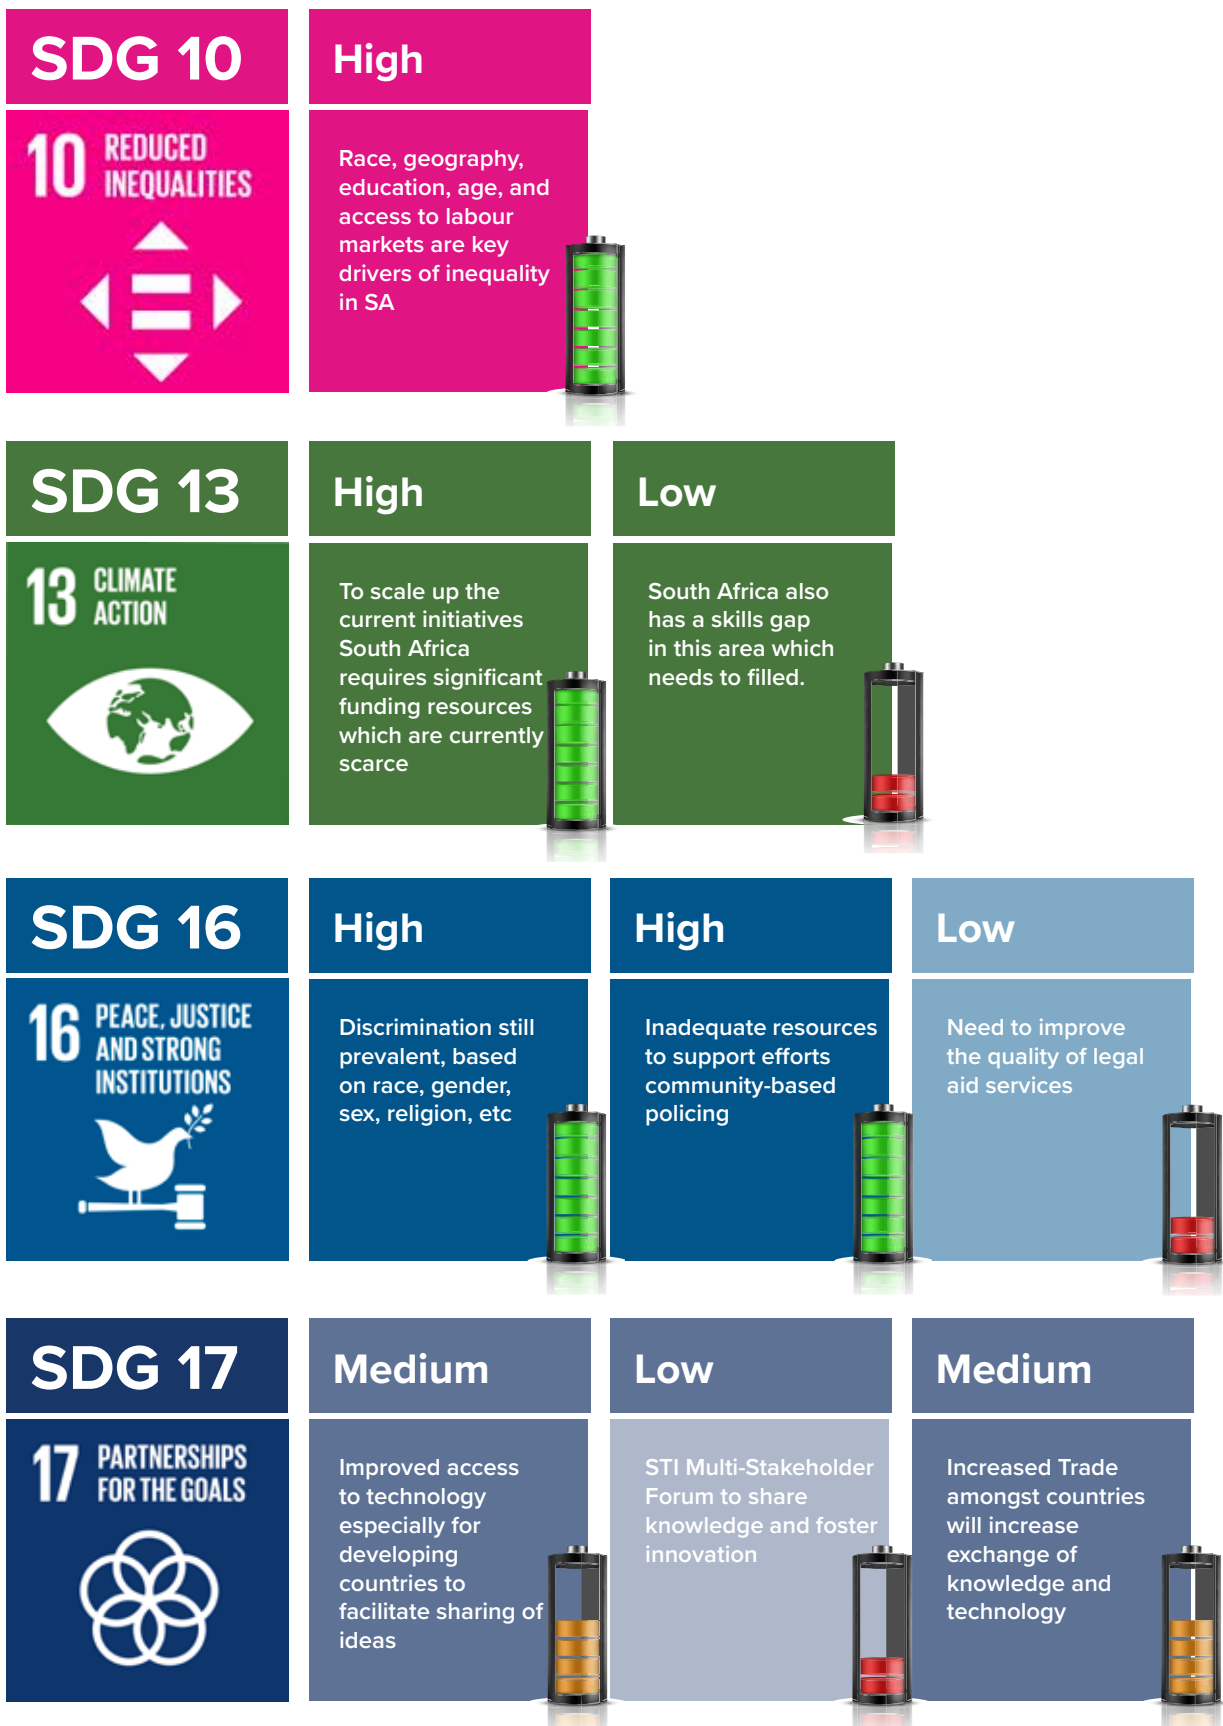 SDG 10
High
10 REDUCED
INEQUALITIES
Race, geography,
education, age, and
access to labour
markets are key
drivers of inequality
in SA
SDG 13
High
Low
13 CLIMATE
ACTION
To scale up the
current initiatives
South Africa
requires significant
funding resources
which are currently
scarce
South Africa also
has a skills gap
in this area which
needs to filled.
SDG 16
High
High
Low
16 PEACE, JUSTICE
AND STRONG
INSTITUTIONS
Discrimination still
prevalent, based
on race, gender,
sex, religion, etc
Inadequate resources
to support efforts
community-based
policing
Need to improve
the quality of legal
aid services
SDG 17
Medium
Low
Medium
17 PARTNERSHIPS
FOR THE GOALS
Improved access
to technology
especially for
developing
countries to
facilitate sharing of
ideas
STI Multi-Stakeholder
Forum to share
knowledge and foster
innovation
Increased Trade
amongst countries
will increase
exchange of
knowledge and
technology